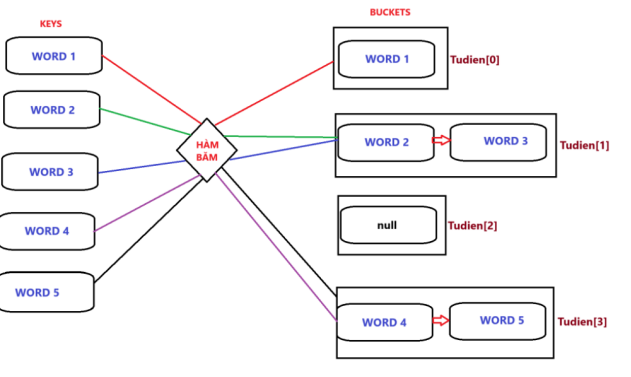 KEYS
BUCKETS
WORD 1
WORD 1
Tudien[0]
WORD 2
HÀM
BĂM
WORD 2
WORD 3
Tudien[1]
WORD 3
WORD 4
null
Tudien[2]
WORD 5
WORD 4
WORD 5
Tudien[3]